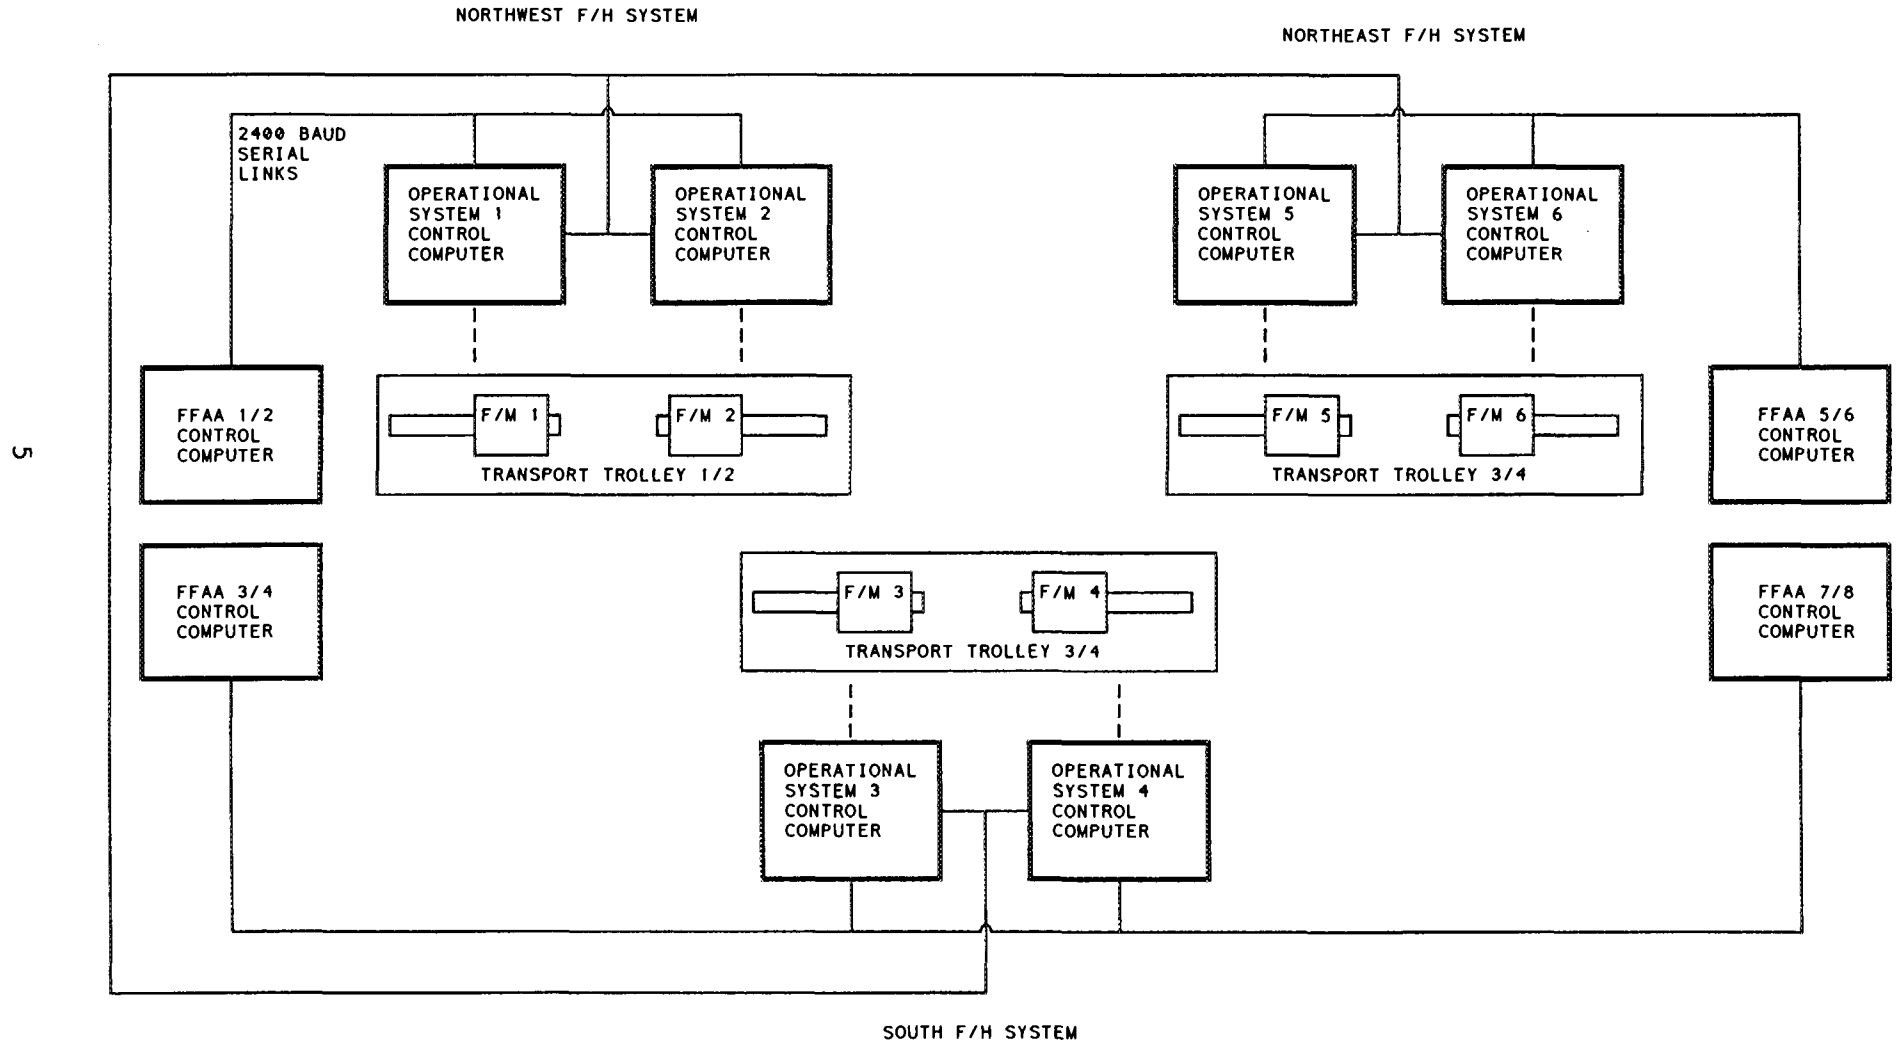 NORTHWEST F/H SYSTEM
NORTHEAST F/H SYSTEM
2400 BAUD
SERIAL
LINKS
OPERATIONAL
SYSTEM 1
CONTROL
COMPUTER
OPERATIONAL
SYSTEM 2
CONTROL
COMPUTER
OPERATIONAL
SYSTEM 5
CONTROL
COMPUTER
OPERATIONAL
SYSTEM 6
CONTROL
COMPUTER
FFAA 1/2
CONTROL
COMPUTER
F/M 1
F/M 2
TRANSPORT TROLLEY 1/2
F/M 5
F/M 6
TRANSPORT TROLLEY 3/4
FFAA 5/6
CONTROL
COMPUTER
5
FFAA 3/4
CONTROL
COMPUTER
F/M 3
F/M 4
TRANSPORT TROLLEY 3/4
FFAA 7/8
CONTROL
COMPUTER
OPERATIONAL
SYSTEM 3
CONTROL
COMPUTER
OPERATIONAL
SYSTEM 4
CONTROL
COMPUTER
SOUTH F/H SYSTEM